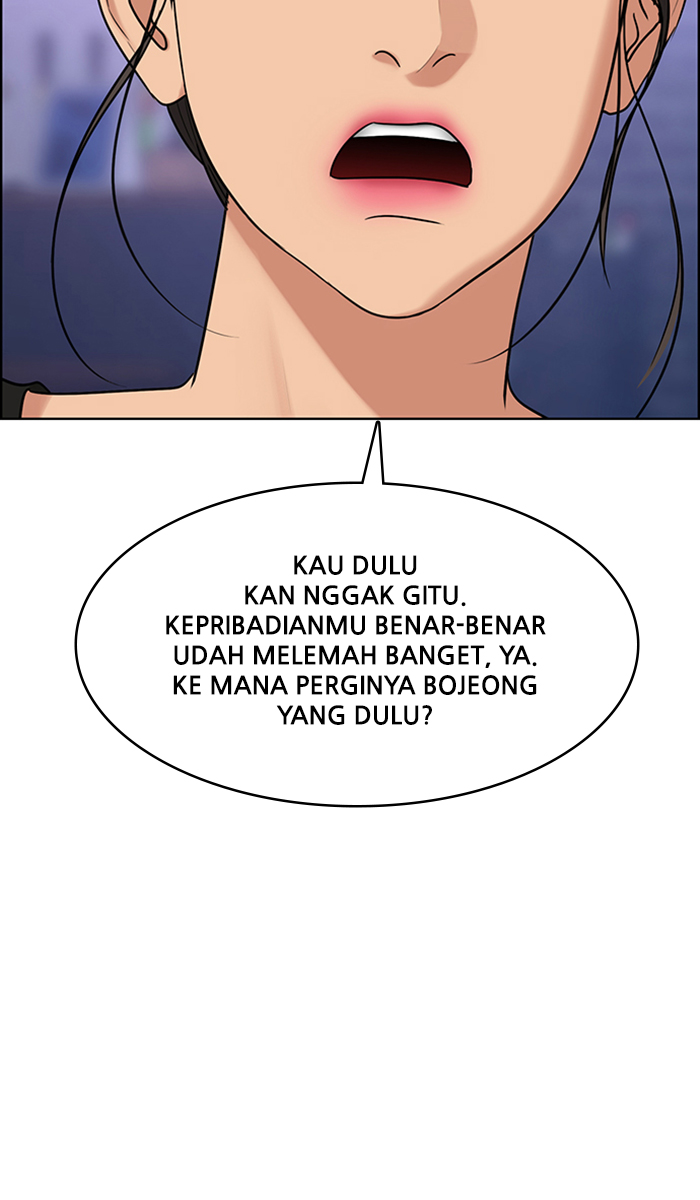 KAU DULU
KAN NGGAK GITU.
KEPRIBADIANMU BENAR-BENAR
UDAH MELEMAH BANGET, YA.
KE MANA PERGINYA BOJEONG
YANG DULU?